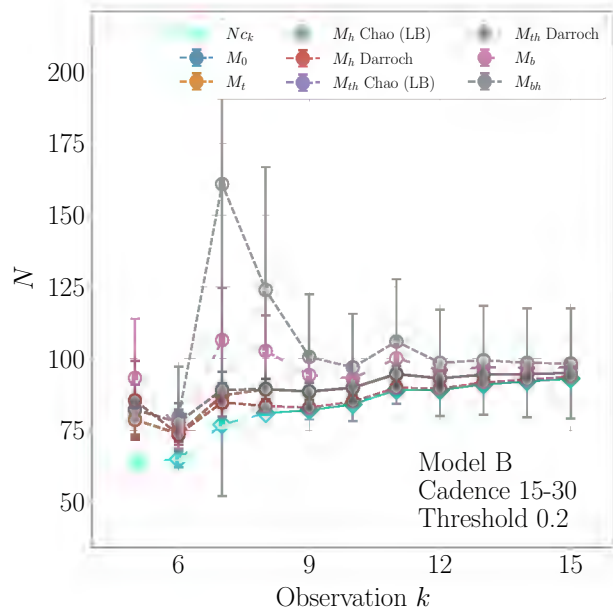 Nc_k
M_h Chao (LB)
M_th Darroch
M_0
M_h Darroch
M_b
M_t
M_th Chao (LB)
M_bh
200
175
150
125
100
75
50
N
Model B
Cadence 15-30
Threshold 0.2
6
9
12
15
Observation k